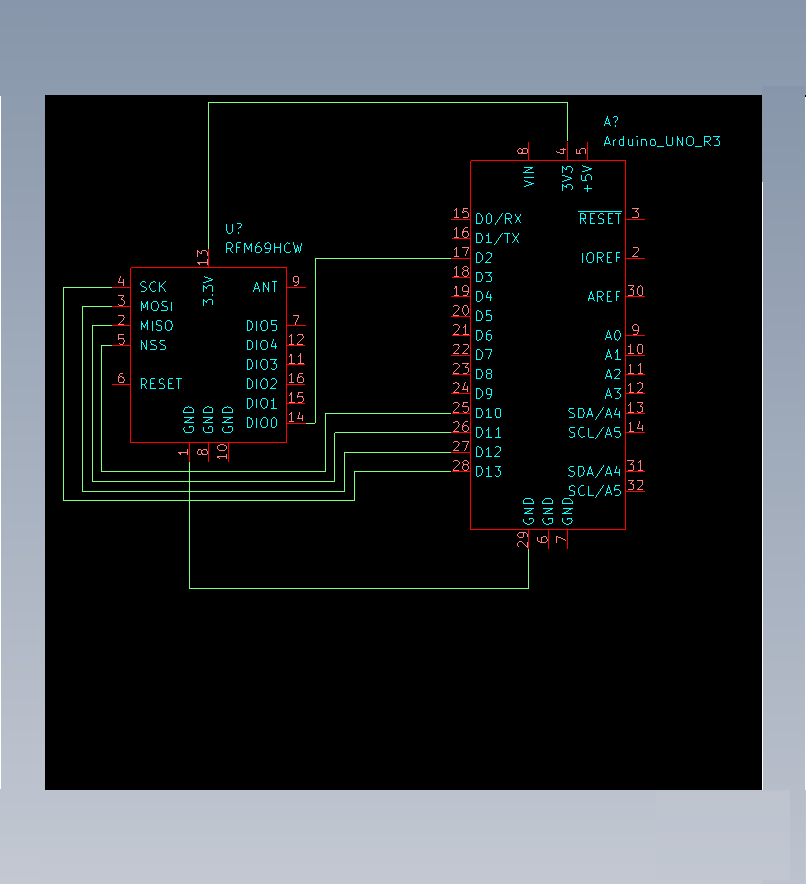 A?
Arduino_UNO_R3
8
4
5
VIN
3V3
+5V
15 D0/RX
RESET 3
16 D1/TX
17 D2
IOREF 2
18 D3
19 D4
AREF 30
20 D5
21 D6
A0 9
22 D7
A1 10
23 D8
A2 11
24 D9
A3 12
25 D10
SDA/A4 13
26 D11
SCL/A5 14
27 D12
28 D13
SDA/A4 31
SCL/A5 32
GND
GND
GND
29
6
7
U?
RFM69HCW
13
3.3V
4 SCK
ANT 9
3 MOSI
2 MISO
DIO5 7
5 NSS
DIO4 12
DIO3 11
6 RESET
DIO2 16
DIO1 15
DIO0 14
GND
GND
GND
1
8
10